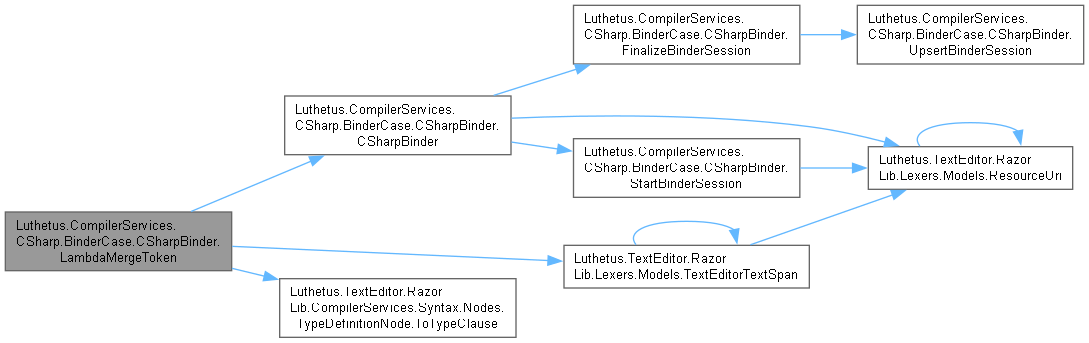 Luthetus.CompilerServices.
CSharp.BinderCase.CSharpBinder.
LambdaMergeToken
Luthetus.CompilerServices.
CSharp.BinderCase.CSharpBinder.
CSharpBinder
Luthetus.CompilerServices.
CSharp.BinderCase.CSharpBinder.
FinalizeBinderSession
Luthetus.CompilerServices.
CSharp.BinderCase.CSharpBinder.
UpsertBinderSession
Luthetus.CompilerServices.
CSharp.BinderCase.CSharpBinder.
StartBinderSession
Luthetus.TextEditor.Razor
Lib.Lexers.Models.ResourceUri
Luthetus.TextEditor.Razor
Lib.Lexers.Models.TextEditorTextSpan
Luthetus.TextEditor.Razor
Lib.CompilerServices.Syntax.Nodes.
TypeDefinitionNode.ToTypeClause